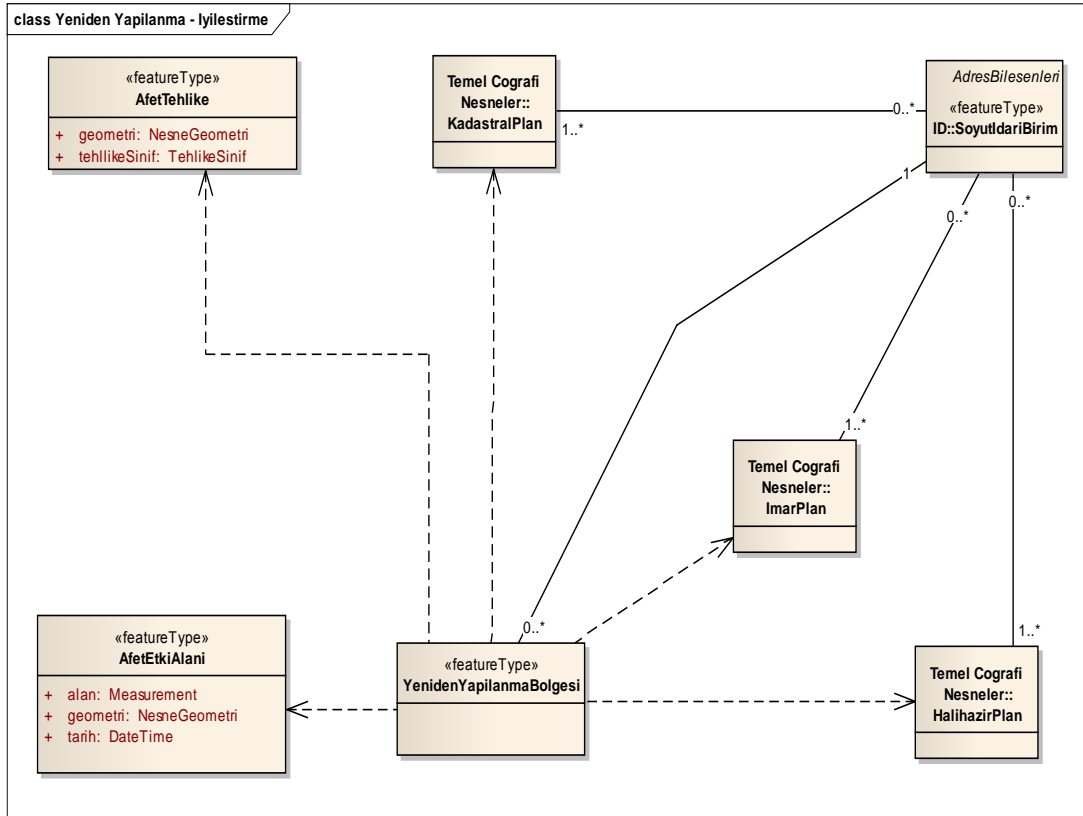 class Yeniden Yapilanma - Iyilestirme
«featureType»
AfetTehlike
+ geometri: NesneGeometri
+ tehllikeSinif: TehlikeSinif
Temel Cografi
Nesneler::
KadastralPlan
1..*
0..*
AdresBilesenleri
«featureType»
ID::SoyutIdariBirim
1
0..*
0..*
1..*
Temel Cografi
Nesneler::
ImarPlan
0..*
1..*
«featureType»
AfetEtkiAlani
+ alan: Measurement
+ geometri: NesneGeometri
+ tarih: DateTime
«featureType»
YenidenYapilanmaBolgesi
Temel Cografi
Nesneler::
HalihazirPlan